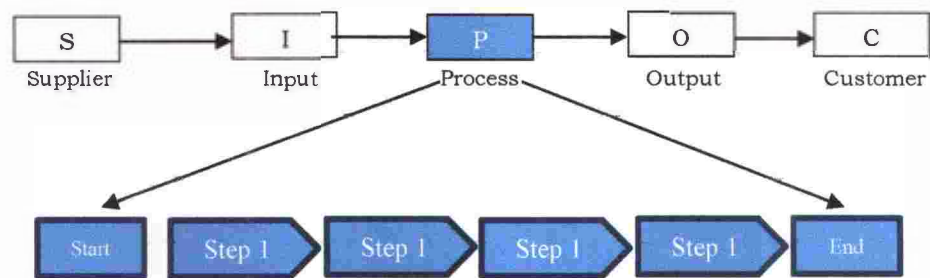 S I P O C
Supplier Input Process Output Customer
Start Step 1 Step 1 Step 1 Step 1 End